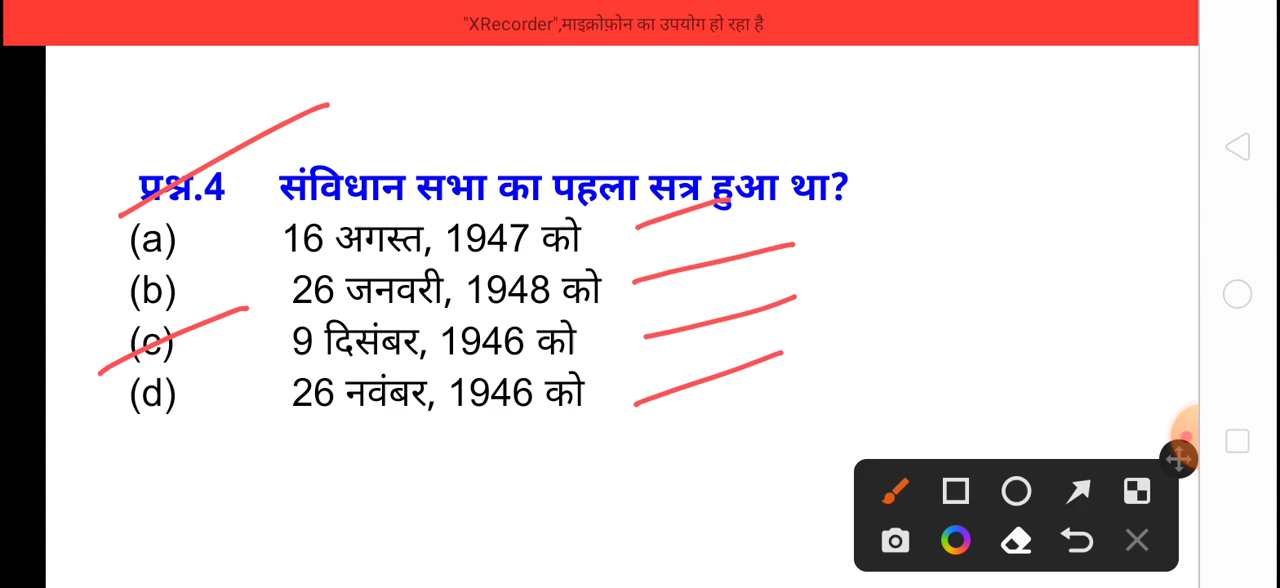 "XRecorder",माइक्रोफ़ोन का उपयोग हो रहा है
प्रश्न.4 संविधान सभा का पहला सत्र हुआ था?
(a) 16 अगस्त, 1947 को
(b) 26 जनवरी, 1948 को
(c) 9 दिसंबर, 1946 को
(d) 26 नवंबर, 1946 को